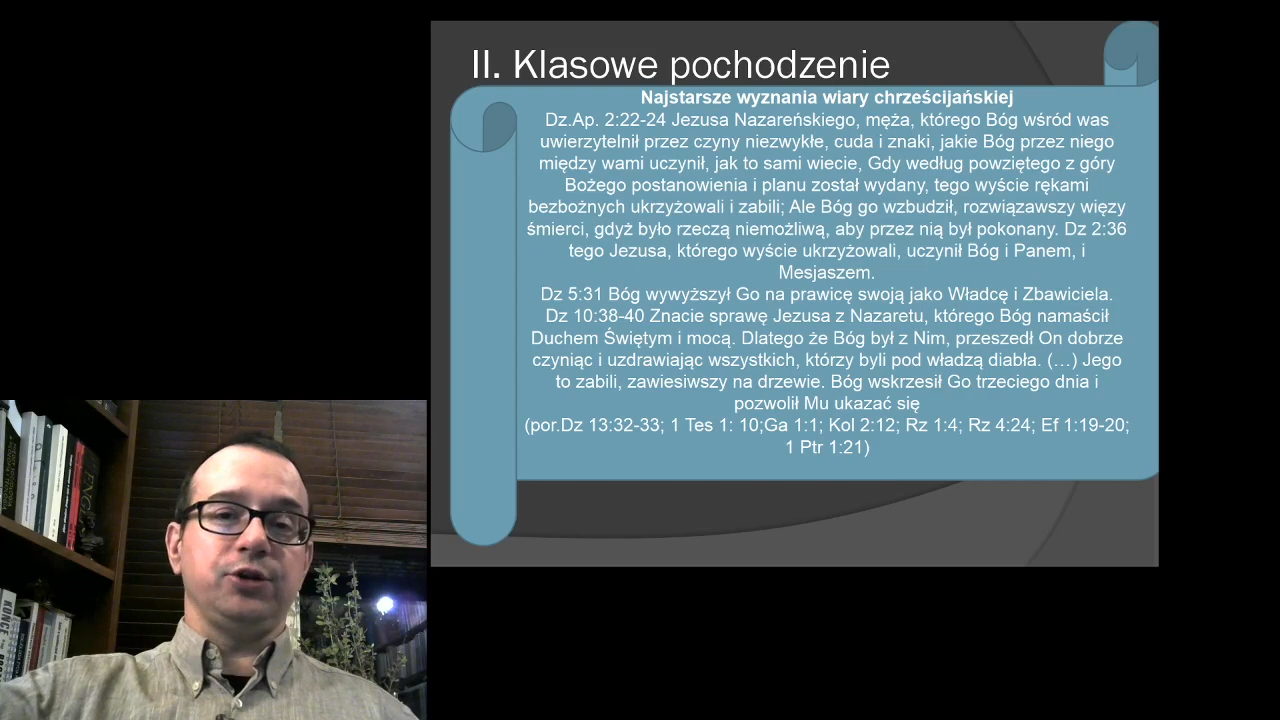 II. Klasowe pochodzenie
Najstarsze wyznania wiary chrześcijańskiej
Dz.Ap. 2:22-24 Jezusa Nazareńskiego, męża, którego Bóg wśród was
uwierzytelnił przez czyny niezwykłe, cuda i znaki, jakie Bóg przez niego
między wami uczynił, jak to sami wiecie, Gdy według powziętego z góry
Bożego postanowienia i planu został wydany, tego wyście rękami
bezbożnych ukrzyżowali i zabili; Ale Bóg go wzbudził, rozwiązawszy więzy
śmierci, gdyż było rzeczą niemożliwą, aby przez nią był pokonany. Dz 2:36
tego Jezusa, którego wyście ukrzyżowali, uczynił Bóg i Panem, i
Mesjaszem.
Dz 5:31 Bóg wywyższył Go na prawicę swoją jako Władcę i Zbawiciela.
Dz 10:38-40 Znacie sprawę Jezusa z Nazaretu, którego Bóg namaścił
Duchem Świętym i mocą. Dlatego że Bóg był z Nim, przeszedł On dobrze
czyniąc i uzdrawiając wszystkich, którzy byli pod władzą diabła. (…) Jego
to zabili, zawiesiwszy na drzewie. Bóg wskrzesił Go trzeciego dnia i
pozwolił Mu ukazać się
(por.Dz 13:32-33; 1 Tes 1: 10;Ga 1:1; Kol 2:12; Rz 1:4; Rz 4:24; Ef 1:19-20;
1 Ptr 1:21)
KOŃCE